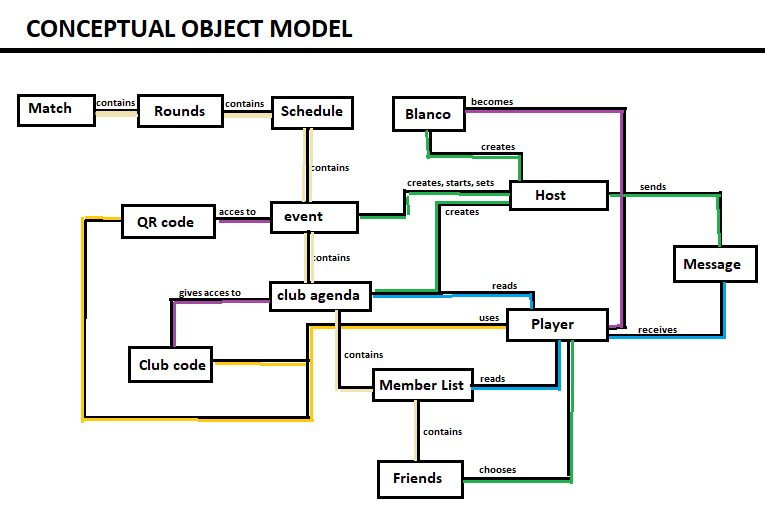 CONCEPTUAL OBJECT MODEL
Match
contains
Rounds
contains
Schedule
Blanco
becomes
creates
contains
creates, starts, sets
Host
sends
QR code
acces to
event
creates
contains
Message
gives acces to
club agenda
reads
uses
Player
receives
Club code
contains
Member List
reads
contains
Friends
chooses